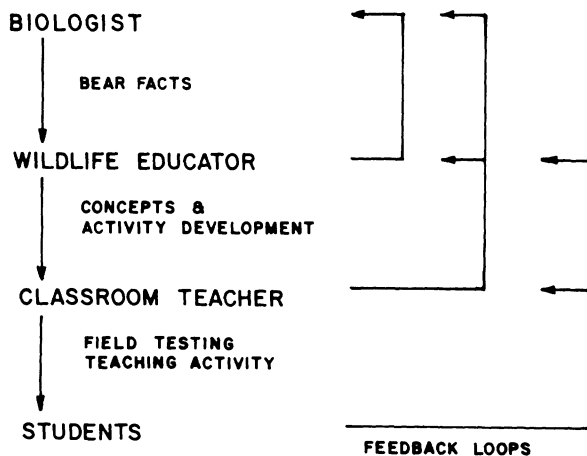 BIOLOGIST
BEAR FACTS
WILDLIFE EDUCATOR
CONCEPTS &
ACTIVITY DEVELOPMENT
CLASSROOM TEACHER
FIELD TESTING
TEACHING ACTIVITY
STUDENTS
FEEDBACK LOOPS